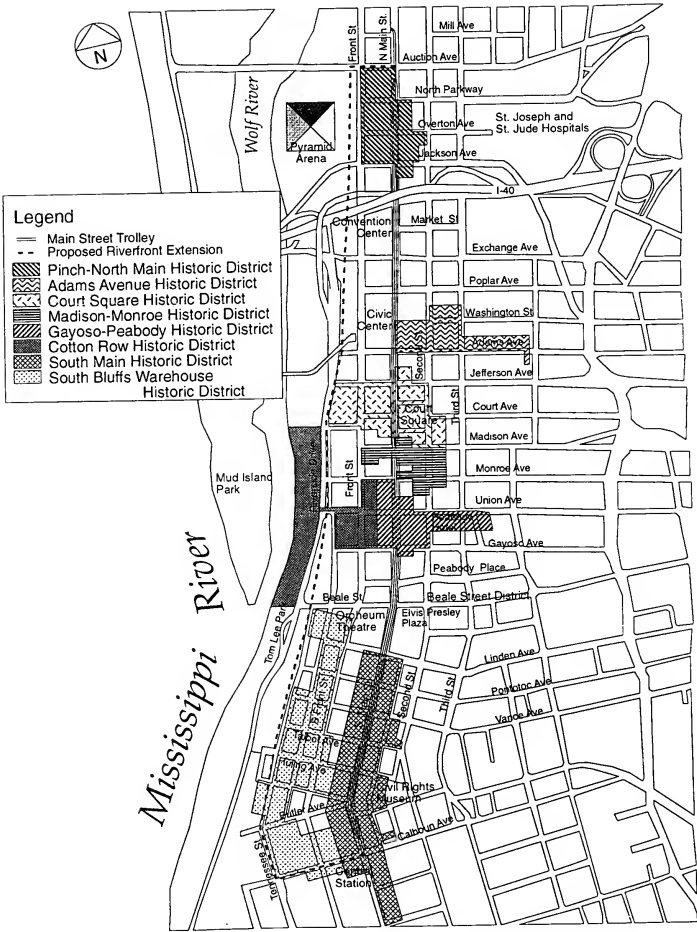 N
Front St
N Main St
Mill Ave
Auction Ave
North Parkway
Wolf River
Overton Ave
St. Joseph and
St. Jude Hospitals
Pyramid
Arena
Jackson Ave
I-40
Legend
Main Street Trolley
Proposed Riverfront Extension
Pinch-North Main Historic District
Adams Avenue Historic District
Court Square Historic District
Madison-Monroe Historic District
Gayoso-Peabody Historic District
Cotton Row Historic District
South Main Historic District
South Bluffs Warehouse
Historic District
Convention
Center
Market St
Exchange Ave
Poplar Ave
Civic
Center
Washington St
Adams Ave
Second
Jefferson Ave
Third St
Court Ave
Court
Square
Madison Ave
Front St
Monroe Ave
Mud Island
Park
Union Ave
Gayoso Ave
Peabody Place
Beale St
Beale Street District
Mississippi River
Tom Lee Park
Orpheum
Theatre
Elvis Presley
Plaza
Linden Ave
S Front St
Second St
Third St
Pontotoc Ave
Vance Ave
Talbot Ave
Huling Ave
Civil Rights
Museum
Butler Ave
Calhoun Ave
Tennessee St
Central
Station